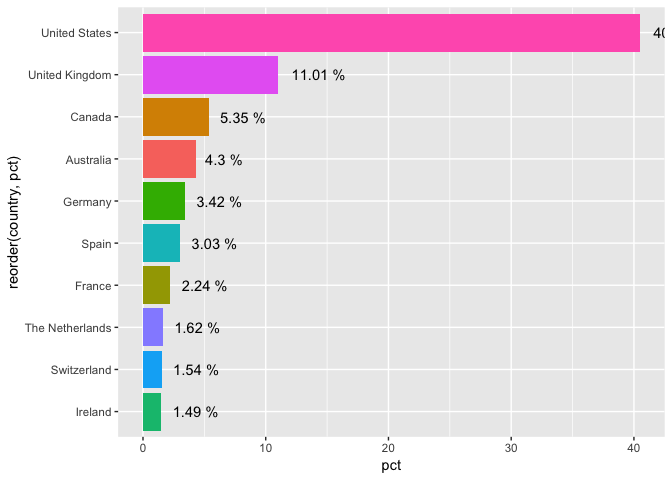 United States 40
United Kingdom 11.01 %
Canada 5.35 %
Australia 4.3 %
Germany 3.42 %
Spain 3.03 %
France 2.24 %
The Netherlands 1.62 %
Switzerland 1.54 %
Ireland 1.49 %
reorder(country, pct)
0 10 20 30 40
pct